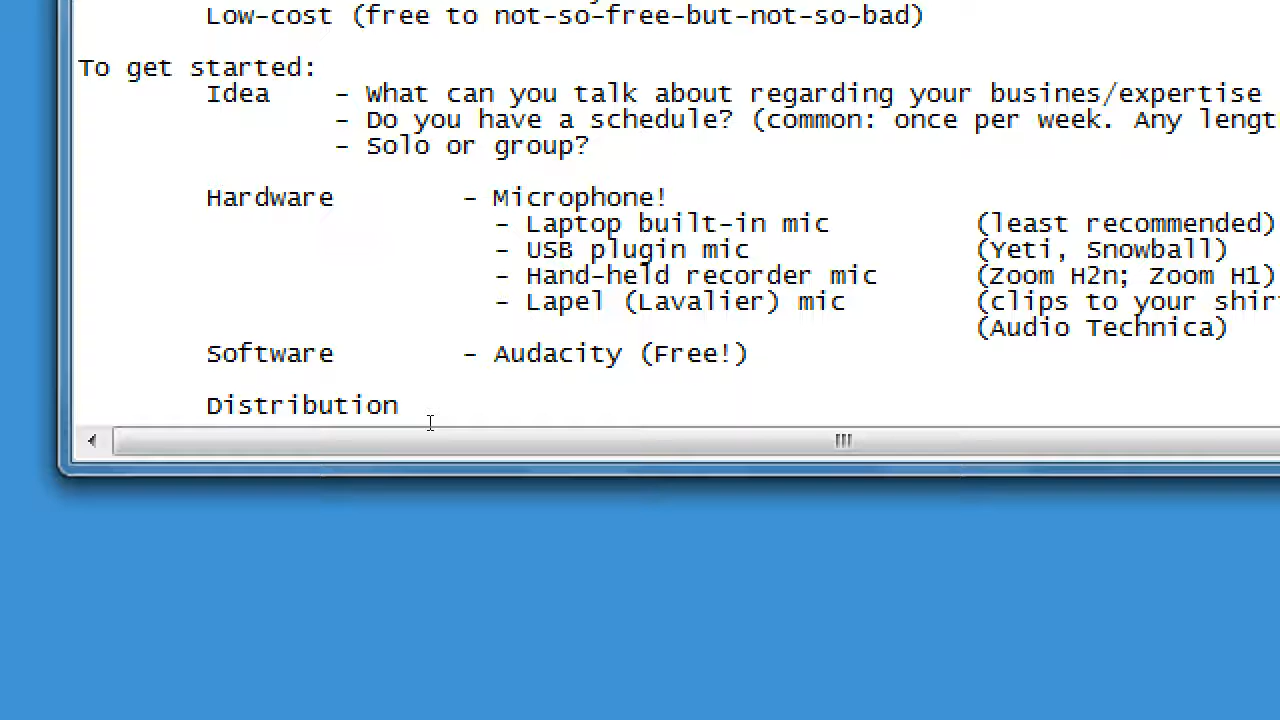 Low-cost (free to not-so-free-but-not-so-bad)
To get started:
Idea - What can you talk about regarding your busines/expertise
- Do you have a schedule? (common: once per week. Any lengt
- Solo or group?
Hardware - Microphone!
- Laptop built-in mic (least recommended)
- USB plugin mic (Yeti, Snowball)
- Hand-held recorder mic (Zoom H2n; Zoom H1)
- Lapel (Lavalier) mic (clips to your shir
(Audio Technica)
Software - Audacity (Free!)
Distribution